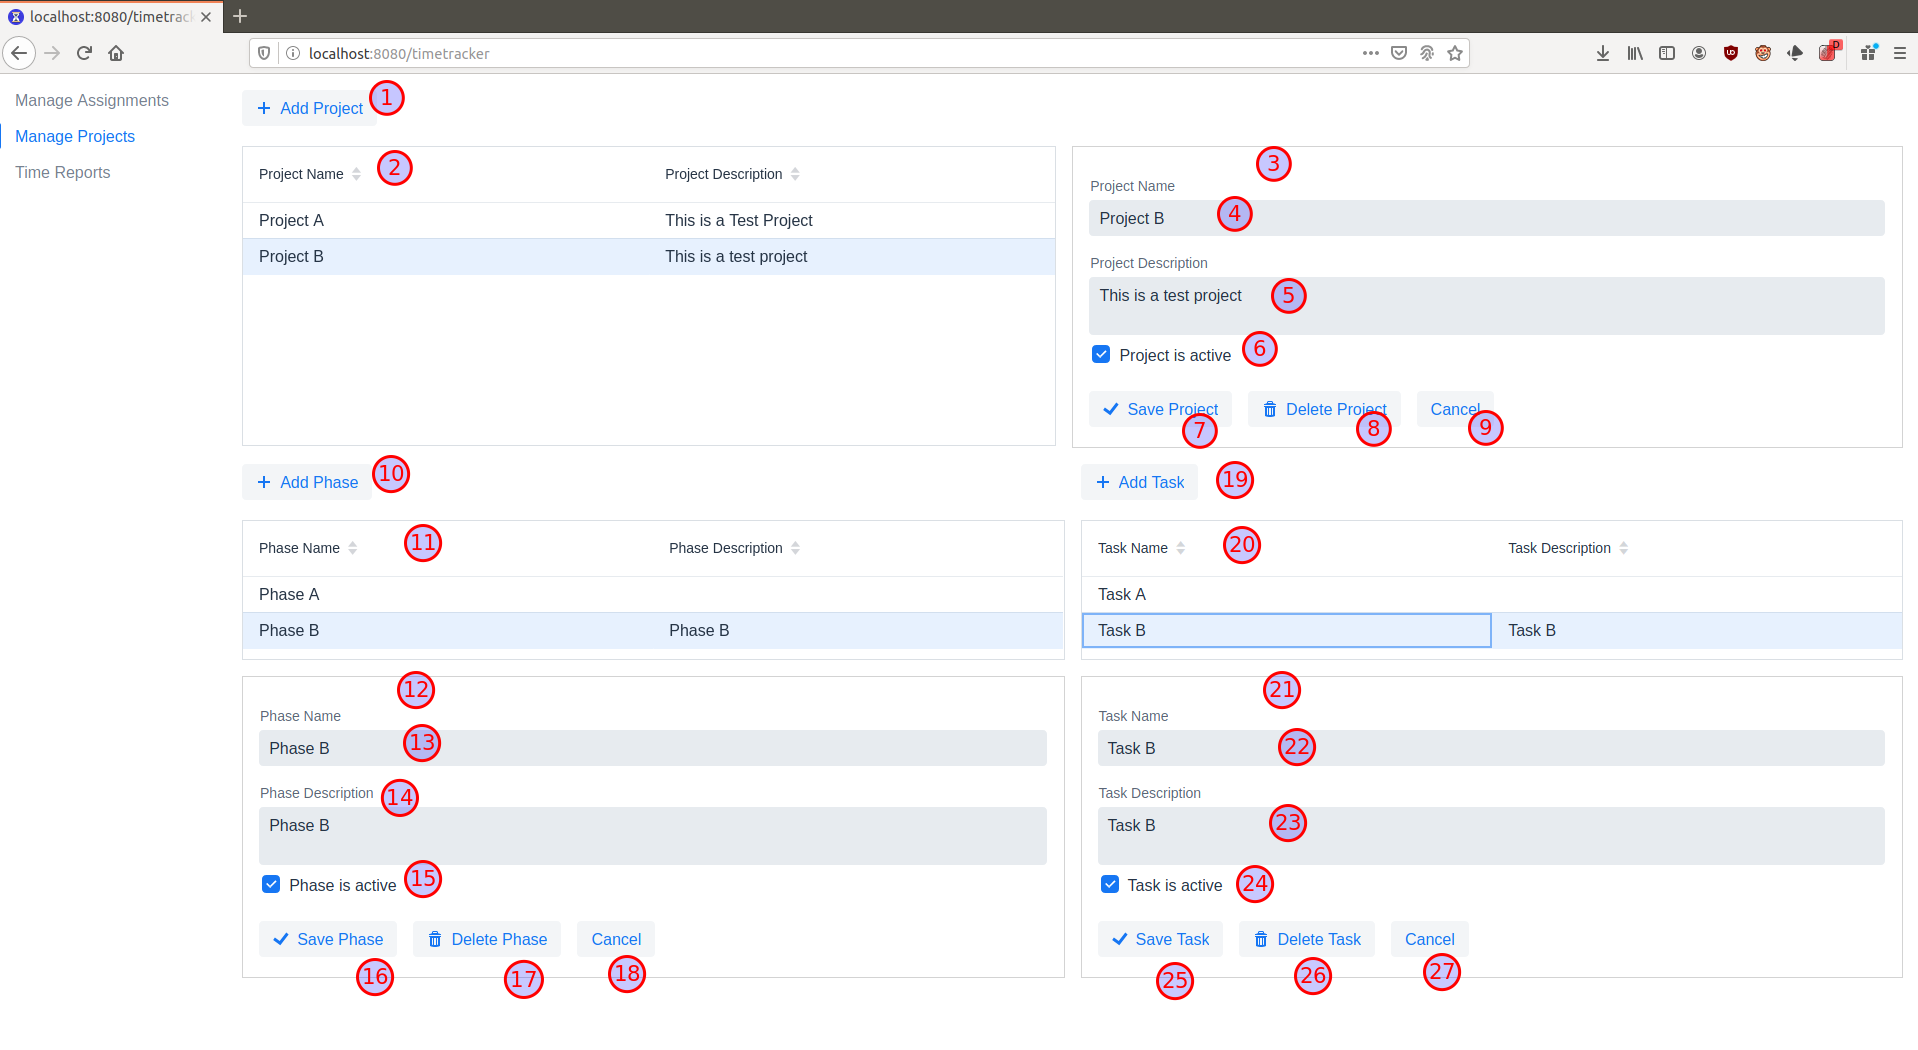 localhost:8080/timetrac
localhost:8080/timetracker
UD
D
Manage Assignments
Manage Projects
Time Reports
Add Project
1
Project Name
2
Project Description
Project A
This is a Test Project
Project B
This is a test project
3
Project Name
Project B
4
Project Description
This is a test project
5
Project is active
6
Save Project
Delete Project
Cancel
7
8
9
Add Phase
10
Add Task
19
Phase Name
11
Phase Description
Phase A
Phase B
Phase B
Task Name
20
Task Description
Task A
Task B
Task B
12
Phase Name
Phase B
13
Phase Description
14
Phase B
Phase is active
15
Save Phase
Delete Phase
Cancel
16
17
18
21
Task Name
Task B
22
Task Description
Task B
23
Task is active
24
Save Task
Delete Task
Cancel
25
26
27